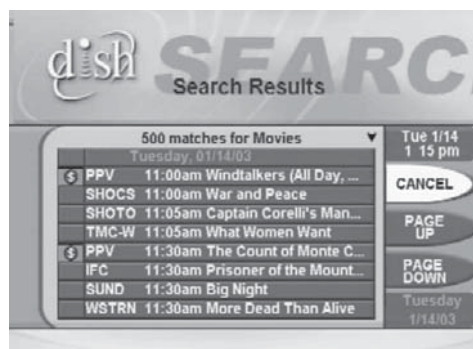 dish
SEARC
Search Results
500 matches for Movies
Tuesday, 01/14/03
$ PPV 11:00am Windtalkers (All Day, ...
SHOCS 11:00am War and Peace
SHOTO 11:05am Captain Corelli's Man...
TMC-W 11:05am What Women Want
$ PPV 11:30am The Count of Monte C...
IFC 11:30am Prisoner of the Mount...
SUND 11:30am Big Night
WSTRN 11:30am More Dead Than Alive
Tue 1/14
1 15 pm
CANCEL
PAGE
UP
PAGE
DOWN
Tuesday
1/14/03